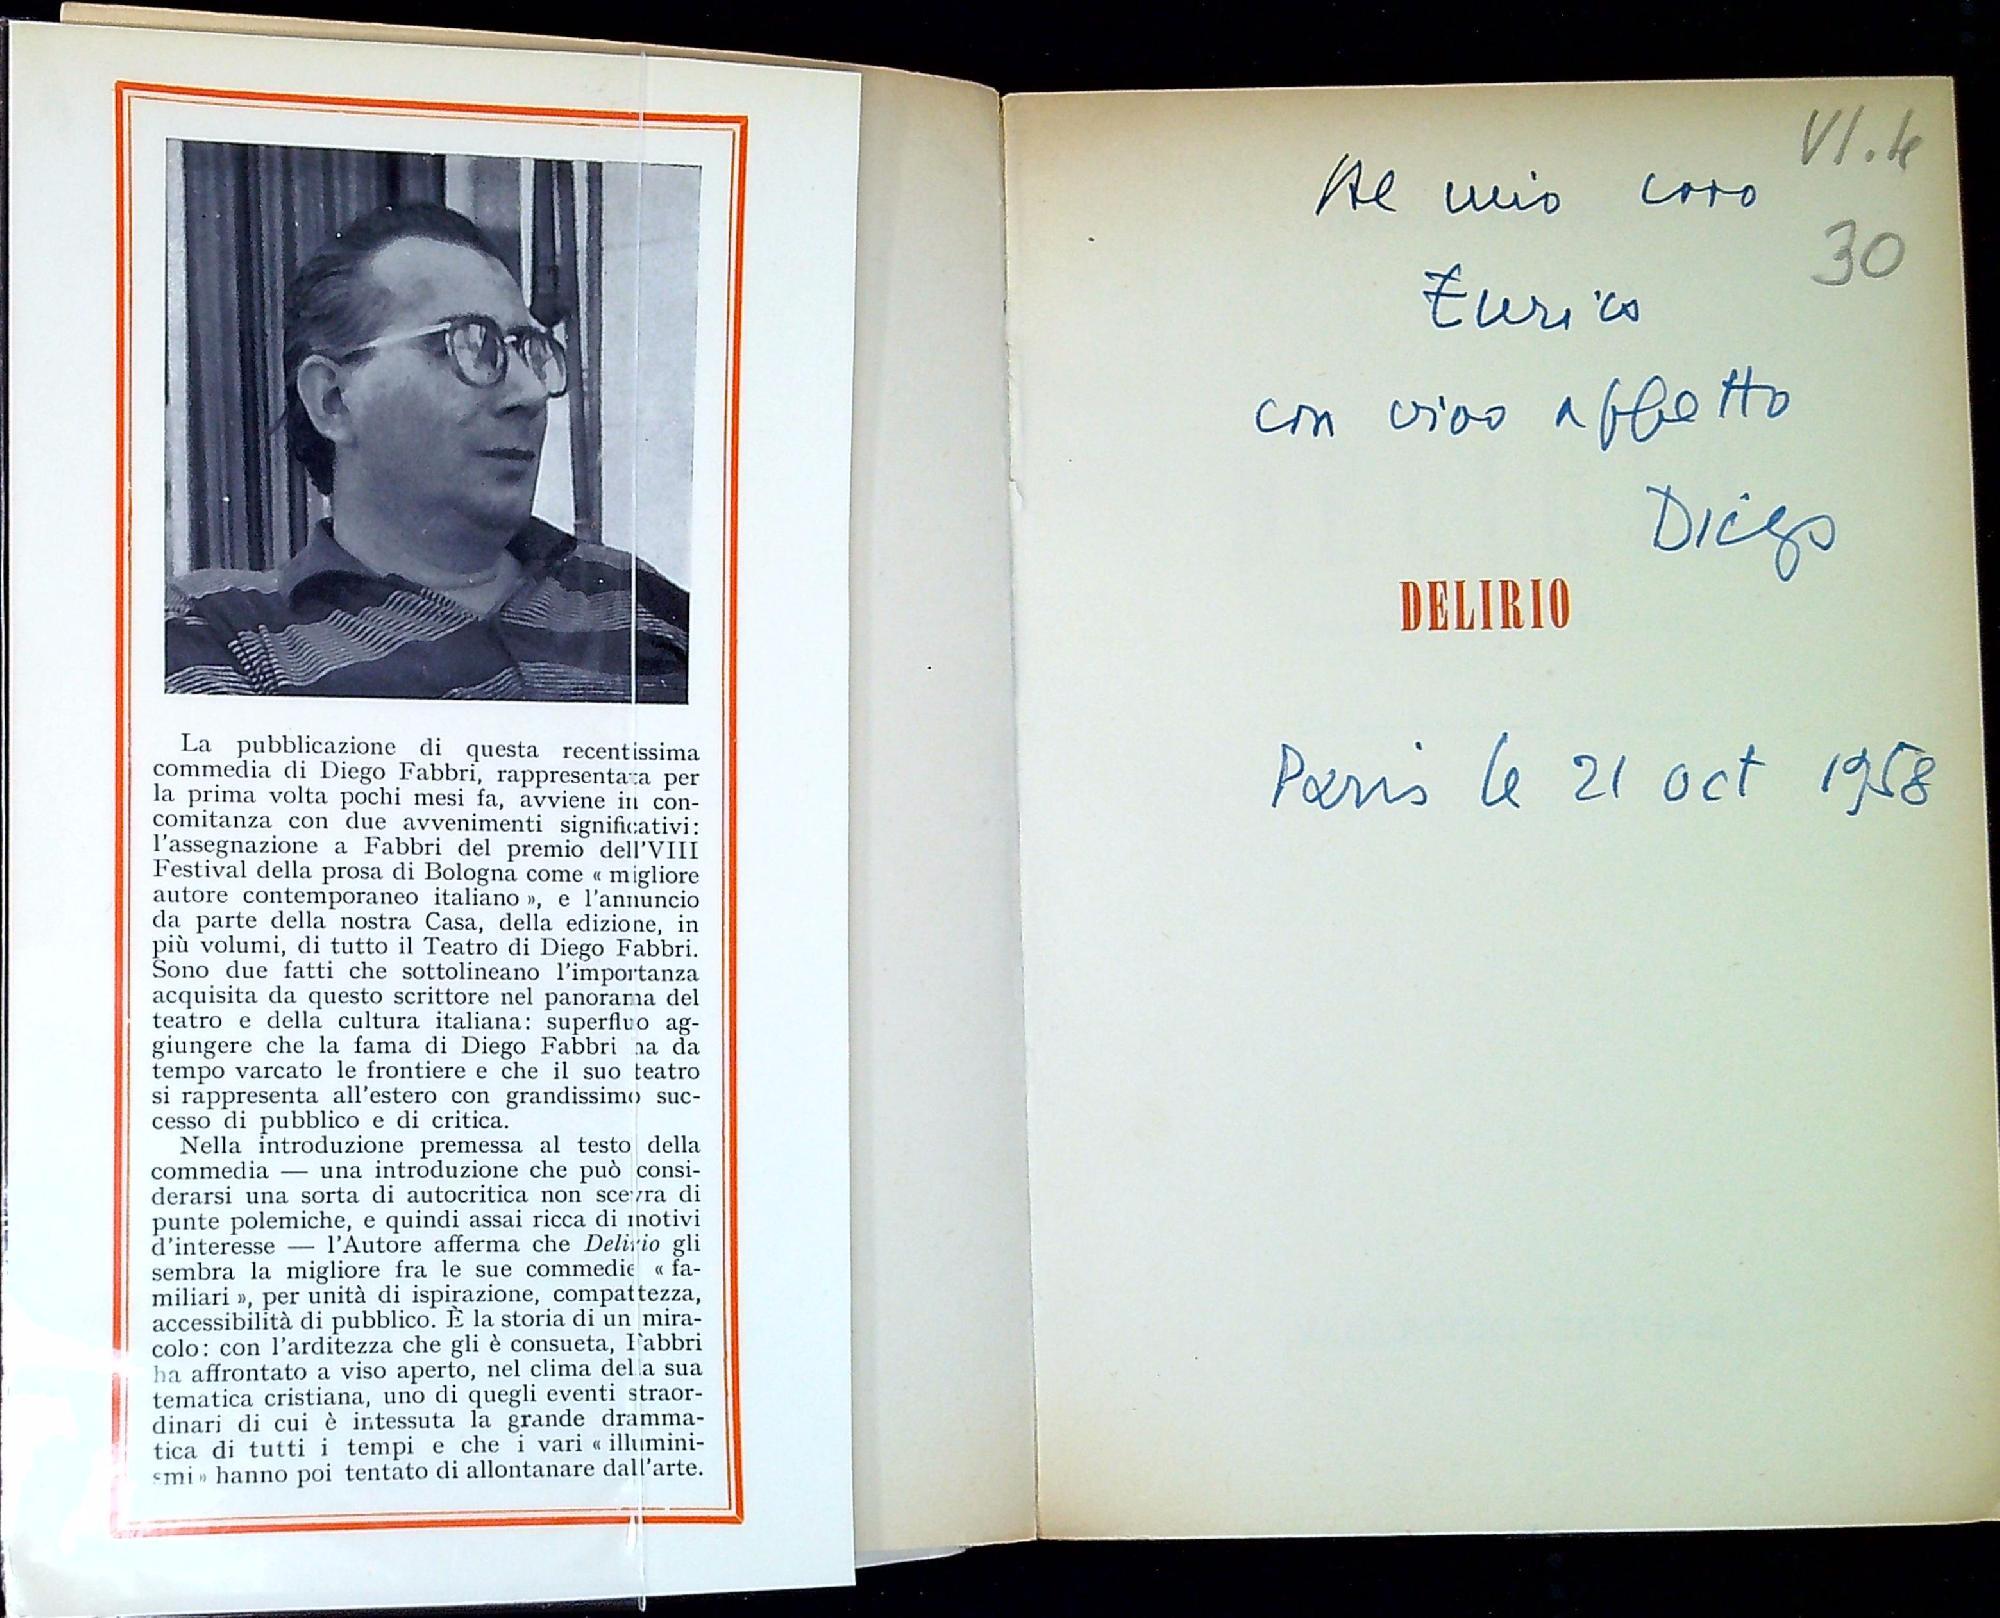 La pubblicazione di questa recentissima
commedia di Diego Fabbri, rappresentata per
la prima volta pochi mesi fa, avviene in con-
comitanza con due avvenimenti significativi:
l'assegnazione a Fabbri del premio dell'VIII
Festival della prosa di Bologna come « migliore
autore contemporaneo italiano », e l'annuncio
da parte della nostra Casa, della edizione, in
più volumi, di tutto il Teatro di Diego Fabbri.
Sono due fatti che sottolineano l'importanza
acquisita da questo scrittore nel panorama del
teatro e della cultura italiana: superfluo ag-
giungere che la fama di Diego Fabbri ha da
tempo varcato le frontiere e che il suo teatro
si rappresenta all'estero con grandissimo suc-
cesso di pubblico e di critica.
Nella introduzione premessa al testo della
commedia — una introduzione che può consi-
derarsi una sorta di autocritica non scevra di
punte polemiche, e quindi assai ricca di motivi
d'interesse — l'Autore afferma che Delirio gli
sembra la migliore fra le sue commedie « fa-
miliari », per unità di ispirazione, compattezza,
accessibilità di pubblico. È la storia di un mira-
colo: con l'arditezza che gli è consueta, Fabbri
ha affrontato a viso aperto, nel clima della sua
tematica cristiana, uno di quegli eventi straor-
dinari di cui è intessuta la grande dramma-
tica di tutti i tempi e che i vari « illumini-
smi » hanno poi tentato di allontanare dall'arte.
VI.4
Al mio caro
30
Enrico
con vivo affetto
Diego
DELIRIO
Paris le 21 oct 1958